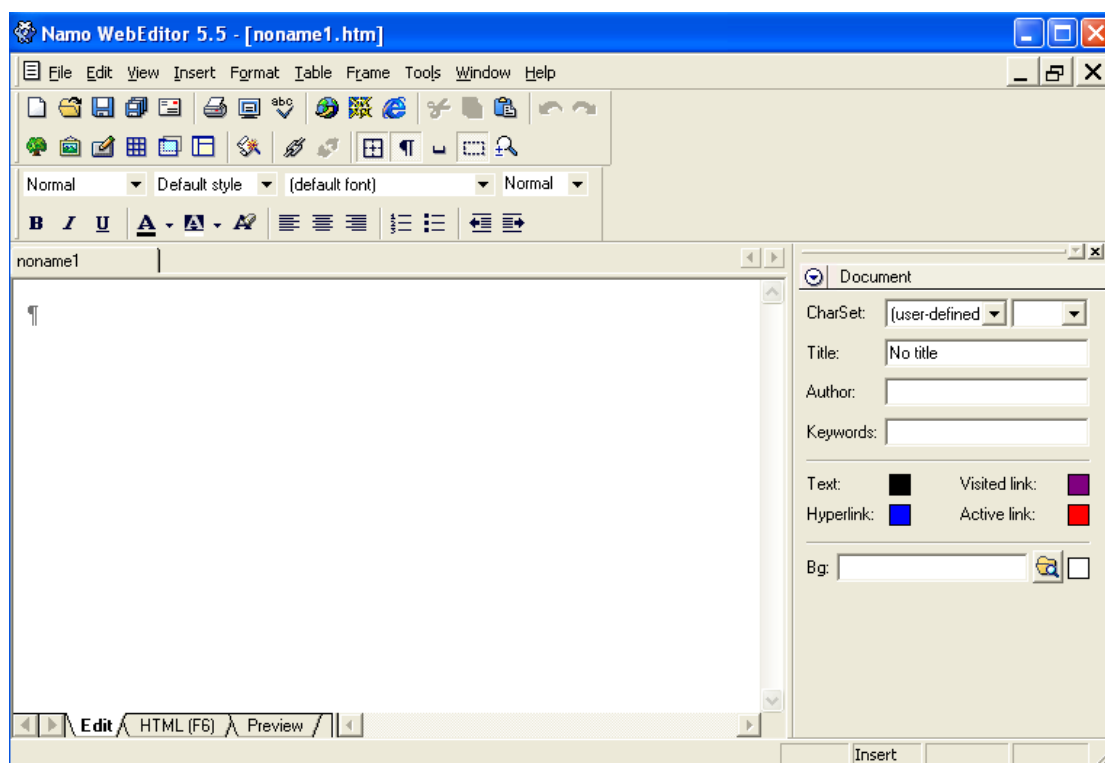 Namo WebEditor 5.5 - [noname1.htm]
File Edit View Insert Format Table Frame Tools Window Help
abc
Normal Default style (default font) Normal
B I U A A A
noname1
¶
Edit HTML (F6) Preview
Document
CharSet: (user-defined
Title: No title
Author:
Keywords:
Text: Visited link:
Hyperlink: Active link:
Bg:
Insert